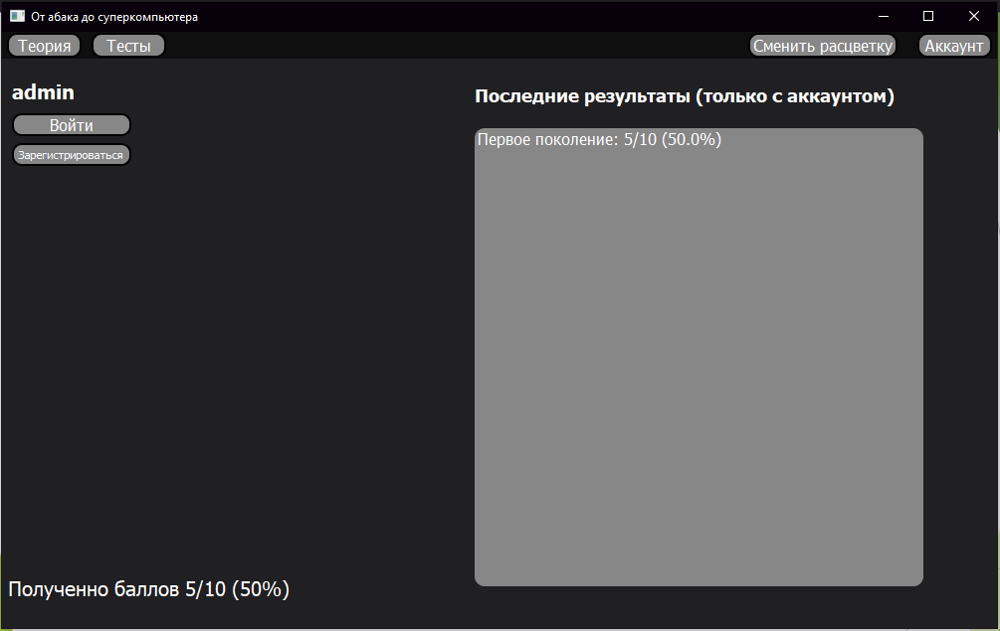 От абака до суперкомпьютера
Теория Тесты Сменить расцветку Аккаунт
admin
Последние результаты (только с аккаунтом)
Войти
Первое поколение: 5/10 (50.0%)
Зарегистрироваться
Полученно баллов 5/10 (50%)